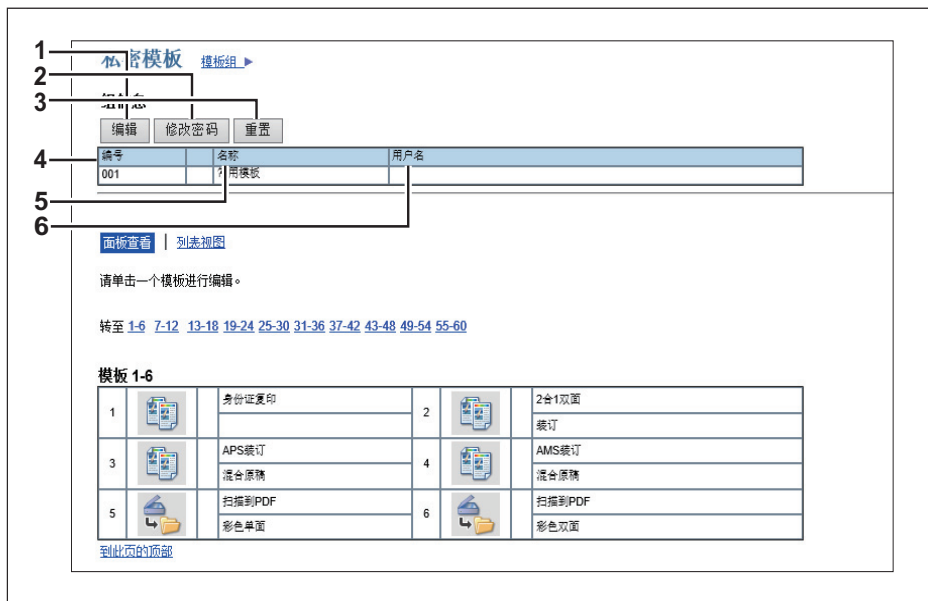 1
2
3
4
5
6
私密模板 模板组
编辑 修改密码 重置
编号 名称 用户名
001 用模板
面板查看 | 列表视图
请单击一个模板进行编辑。
转至 1-6 7-12 13-18 19-24 25-30 31-36 37-42 43-48 49-54 55-60
模板 1-6
1 身份证复印
2 2合1双面
装订
3 APS装订
混合原稿
4 AMS装订
混合原稿
5 扫描到PDF
彩色单面
6 扫描到PDF
彩色双面
到此页的顶部